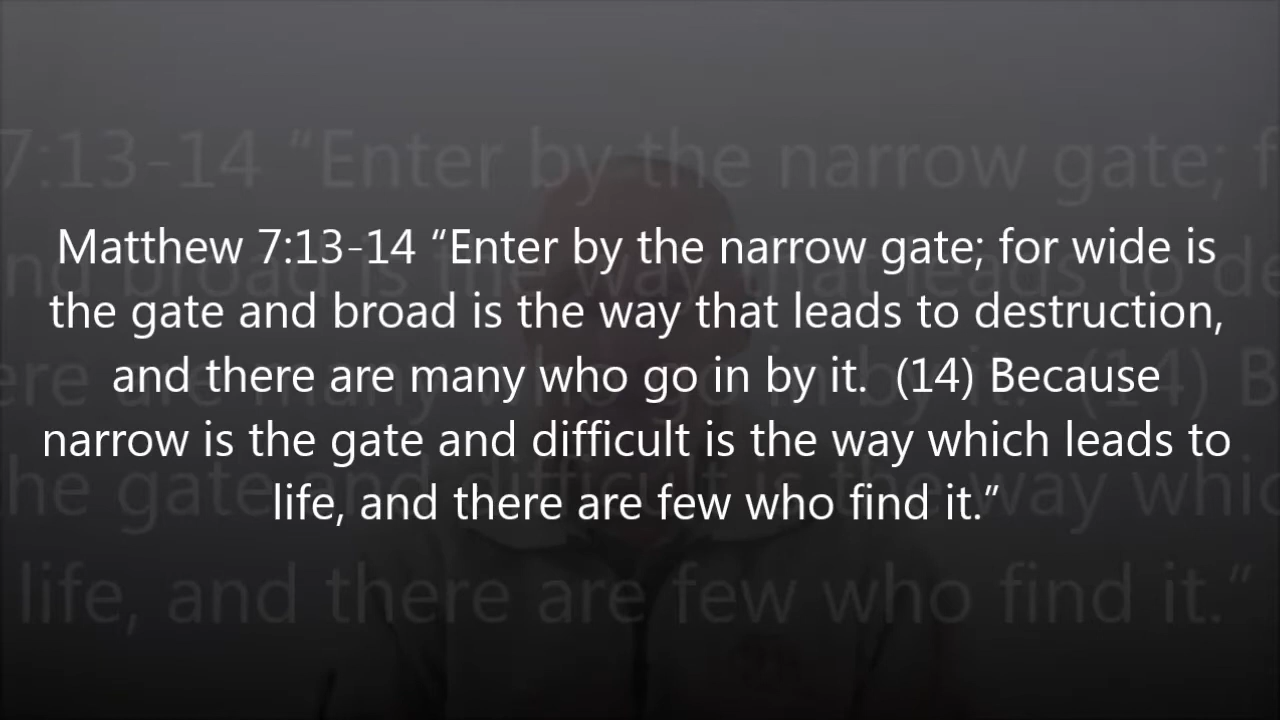 Matthew 7:13-14 “Enter by the narrow gate; for wide is
the gate and broad is the way that leads to destruction,
and there are many who go in by it.  (14) Because
narrow is the gate and difficult is the way which leads to
life, and there are few who find it.”